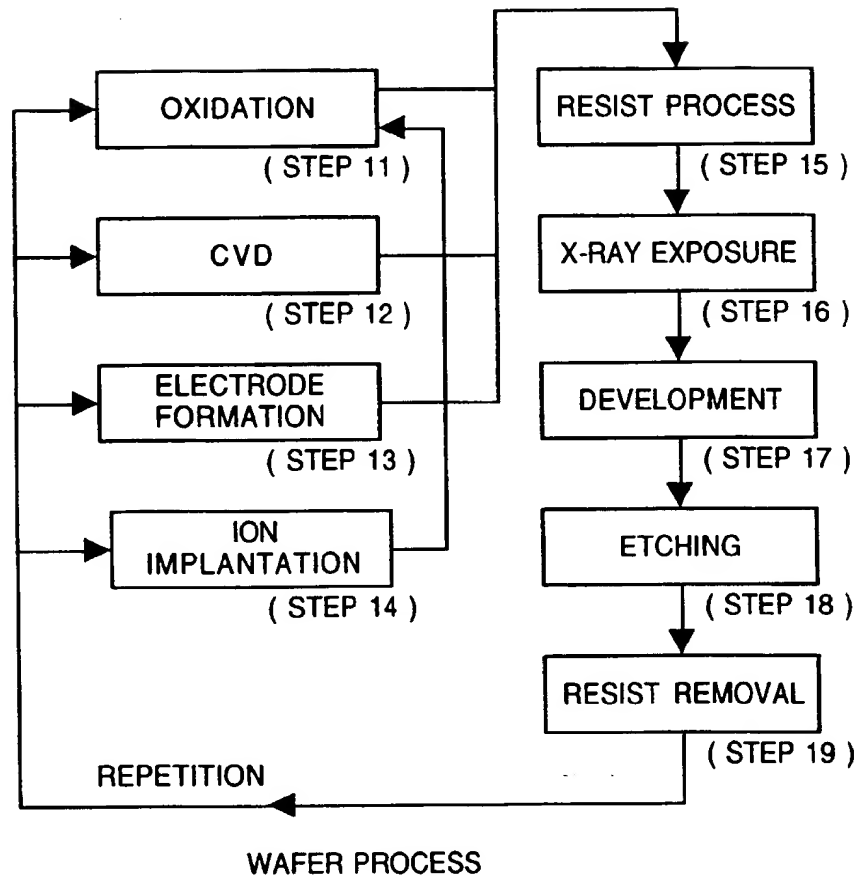 OXIDATION
( STEP 11 )
CVD
( STEP 12 )
ELECTRODE
FORMATION
( STEP 13 )
ION
IMPLANTATION
( STEP 14 )
RESIST PROCESS
( STEP 15 )
X-RAY EXPOSURE
( STEP 16 )
DEVELOPMENT
( STEP 17 )
ETCHING
( STEP 18 )
RESIST REMOVAL
( STEP 19 )
REPETITION
WAFER PROCESS